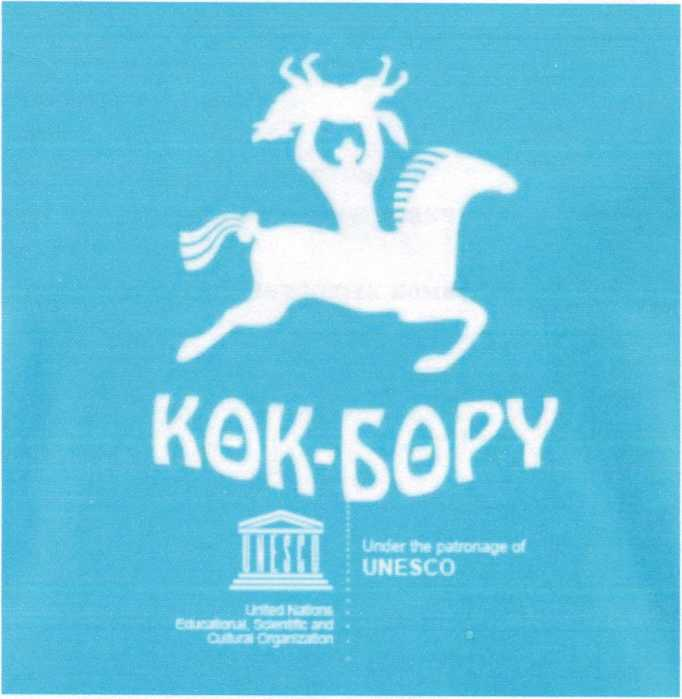 КӨК-БӨРҮ
UNESCO
United Nations
Educational, Scientific and
Cultural Organization
Under the patronage of
UNESCO